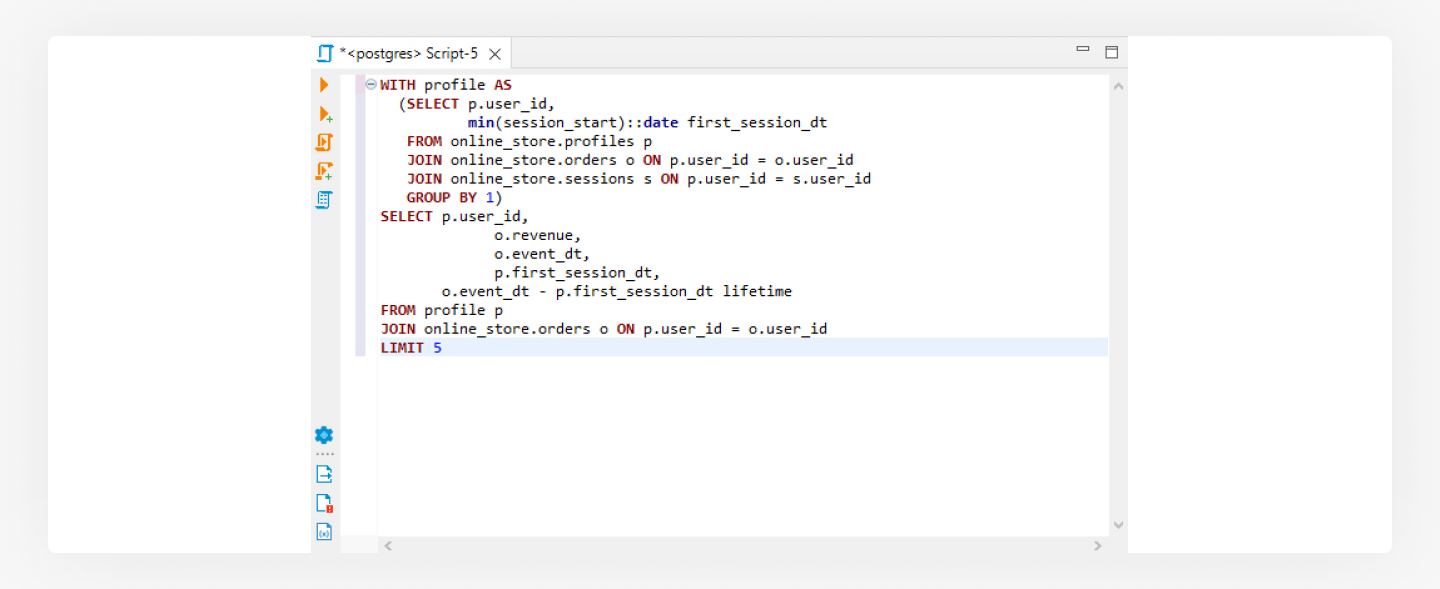 *<postgres> Script-5
WITH profile AS
(SELECT p.user_id,
min(session_start)::date first_session_dt
FROM online_store.profiles p
JOIN online_store.orders o ON p.user_id = o.user_id
JOIN online_store.sessions s ON p.user_id = s.user_id
GROUP BY 1)
SELECT p.user_id,
o.revenue,
o.event_dt,
p.first_session_dt,
o.event_dt - p.first_session_dt lifetime
FROM profile p
JOIN online_store.orders o ON p.user_id = o.user_id
LIMIT 5